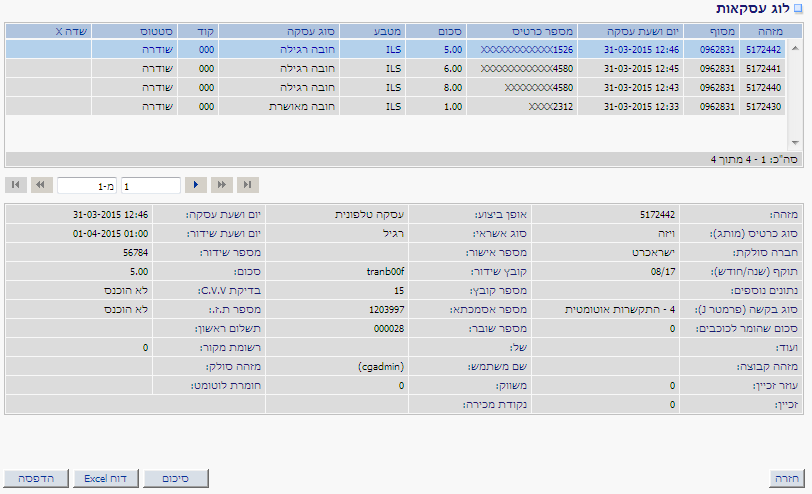 לוג עסקאות
מזהה מסוף יום ושעת עסקה מספר כרטיס סכום מטבע סוג עסקה קוד סטטוס שדה X
5172442 0962831 31-03-2015 12:46 XXXXXXXXXXXX1526 5.00 ILS חובה רגילה 000 שודרה
5172441 0962831 31-03-2015 12:45 XXXXXXXXXXXX4580 6.00 ILS חובה רגילה 000 שודרה
5172440 0962831 31-03-2015 12:43 XXXXXXXX4580 8.00 ILS חובה רגילה 000 שודרה
5172430 0962831 31-03-2015 12:33 XXXX2312 1.00 ILS חובה מאושרת 000 שודרה
סה"כ: 1 - 4 מתוך 4
1 מ-1
מזהה: 5172442 אופן ביצוע: עסקה טלפונית יום ושעת עסקה: 31-03-2015 12:46
סוג כרטיס (מותג): ויזה סוג אשראי: רגיל יום ושעת שידור: 01-04-2015 01:00
חברה סולקת: ישראכרט מספר אישור: מספר שידור: 56784
תוקף (שנה/חודש): 08/17 קובץ שידור: tranb00f סכום: 5.00
נתונים נוספים: מספר קובץ: 15 בדיקת C.V.V: לא הוכנס
סוג בקשה (פרמטר J): 4 - התקשרות אוטומטית מספר אסמכתא: 1203997 מספר ת.ז.: לא הוכנס
סכום שהומר לכוכבים: 0 מספר שובר: 000028 תשלום ראשון:
ועוד: של: רשומת מקור: 0
מזהה קבוצה: שם משתמש: (cgadmin) מזהה סולק:
עוזר זכיין: 0 משווק: 0 חומרת לוטומט:
זכיין: 0 נקודת מכירה:
חזרה סיכום דוח Excel הדפסה